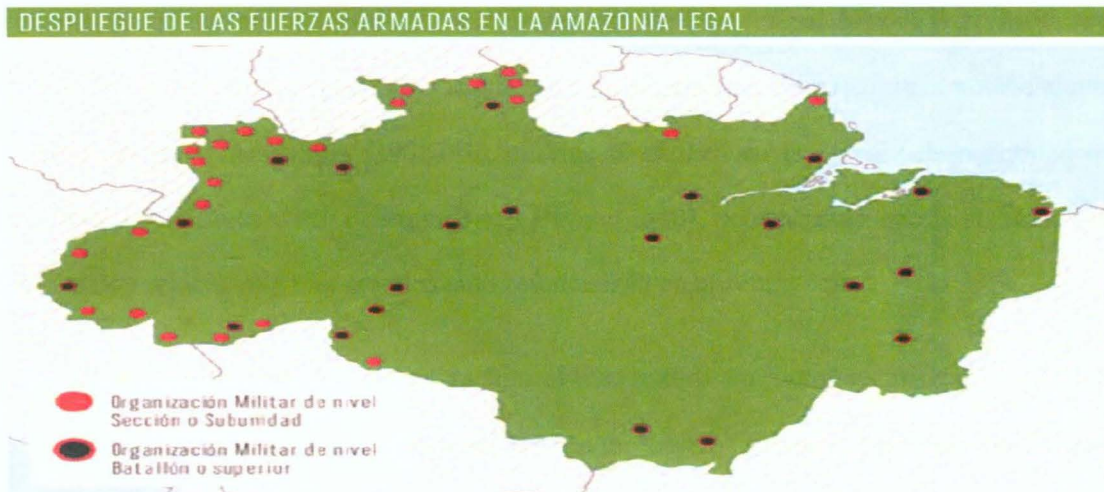 DESPLIEGUE DE LAS FUERZAS ARMADAS EN LA AMAZONIA LEGAL
Organización Militar de nivel
Sección o Subunidad
Organización Militar de nivel
Batallón o superior